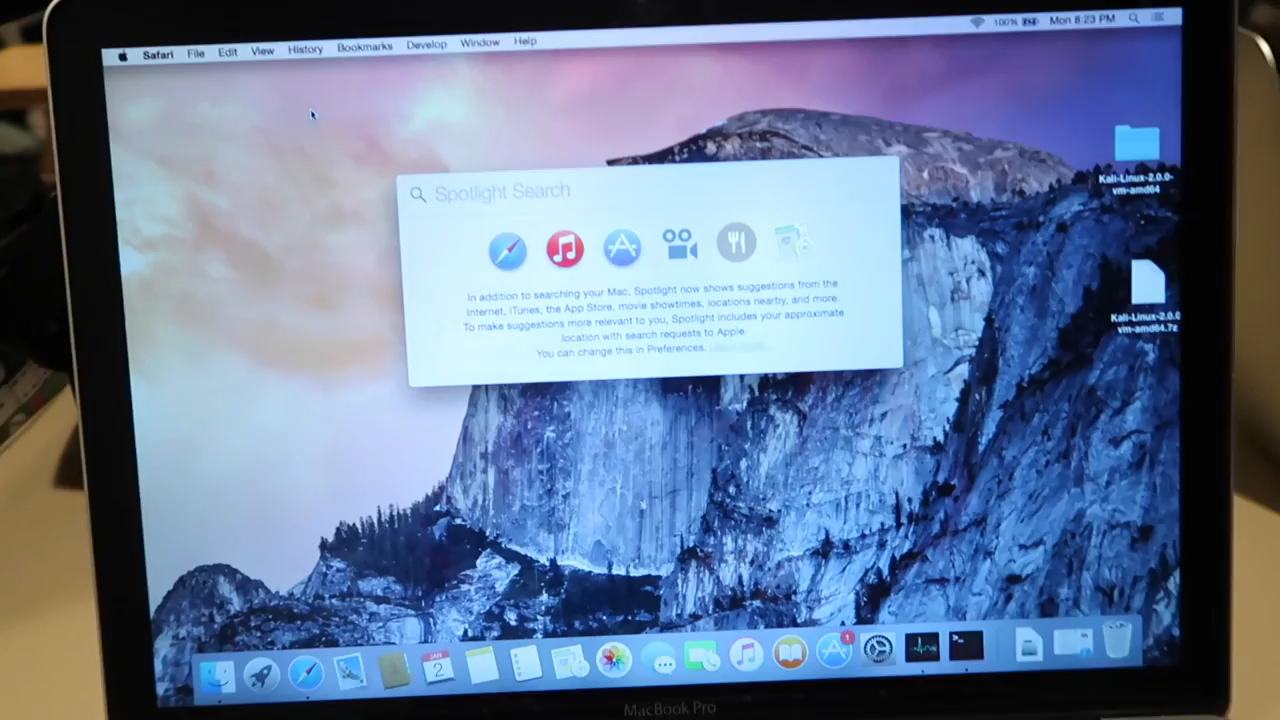 Safari File Edit View History Bookmarks Develop Window Help 100% Mon 8:23 PM
Spotlight Search
In addition to searching your Mac, Spotlight now shows suggestions from the
Internet, iTunes, the App Store, movie showtimes, locations nearby, and more.
To make suggestions more relevant to you, Spotlight includes your approximate
location with search requests to Apple.
You can change this in Preferences.
Kali-Linux-2.0.0-
vm-amd64
Kali-Linux-2.0.0
vm-amd64.7z
JAN
2
1
MacBook Pro